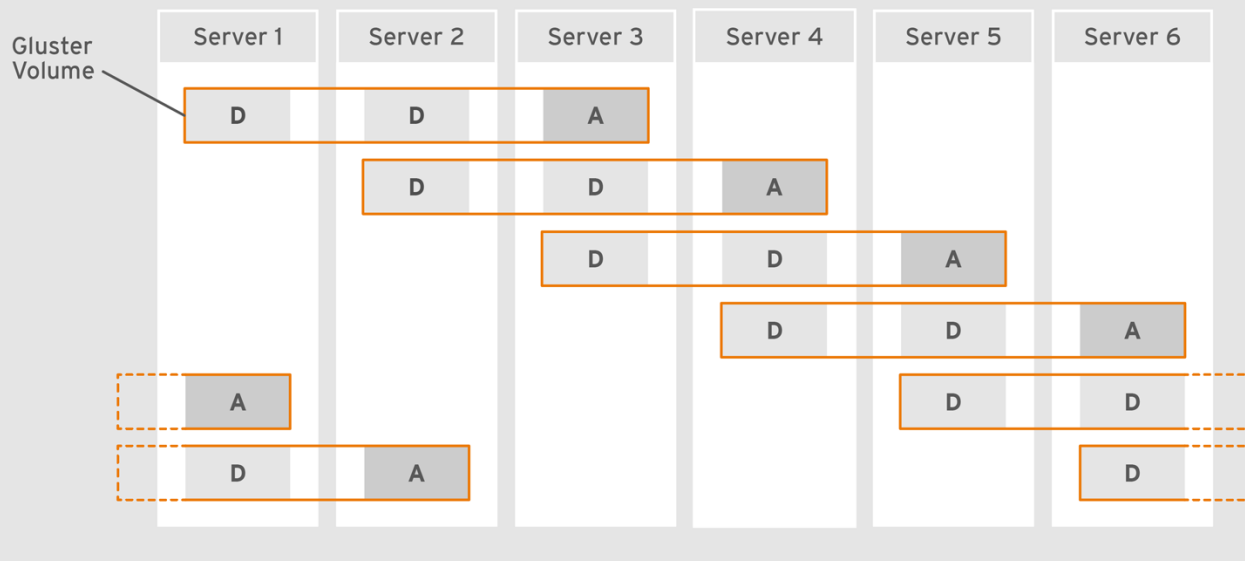 Gluster
Volume
Server 1
Server 2
Server 3
Server 4
Server 5
Server 6
D D A
D D A
D D A
D D A
A D D
D A D